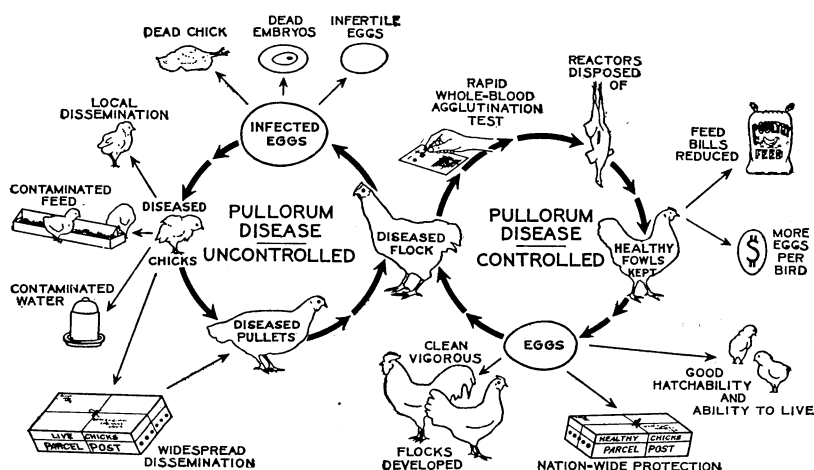 DEAD CHICK
DEAD
EMBRYOS
INFERTILE
EGGS
INFECTED
EGGS
LOCAL
DISSEMINATION
CONTAMINATED
FEED
DISEASED
CHICKS
CONTAMINATED
WATER
PULLORUM
DISEASE
UNCONTROLLED
DISEASED
PULLETS
LIVE CHICKS
PARCEL POST
WIDESPREAD
DISSEMINATION
DISEASED
FLOCK
RAPID
WHOLE-BLOOD
AGGLUTINATION
TEST
REACTORS
DISPOSED
OF
PULLORUM
DISEASE
CONTROLLED
HEALTHY
FOWLS
KEPT
FEED
BILLS
REDUCED
POULTRY
FEED
$
MORE
EGGS
PER
BIRD
EGGS
GOOD
HATCHABILITY
AND
ABILITY TO LIVE
CLEAN
VIGOROUS
FLOCKS
DEVELOPED
HEALTHY CHICKS
PARCEL POST
NATION-WIDE PROTECTION